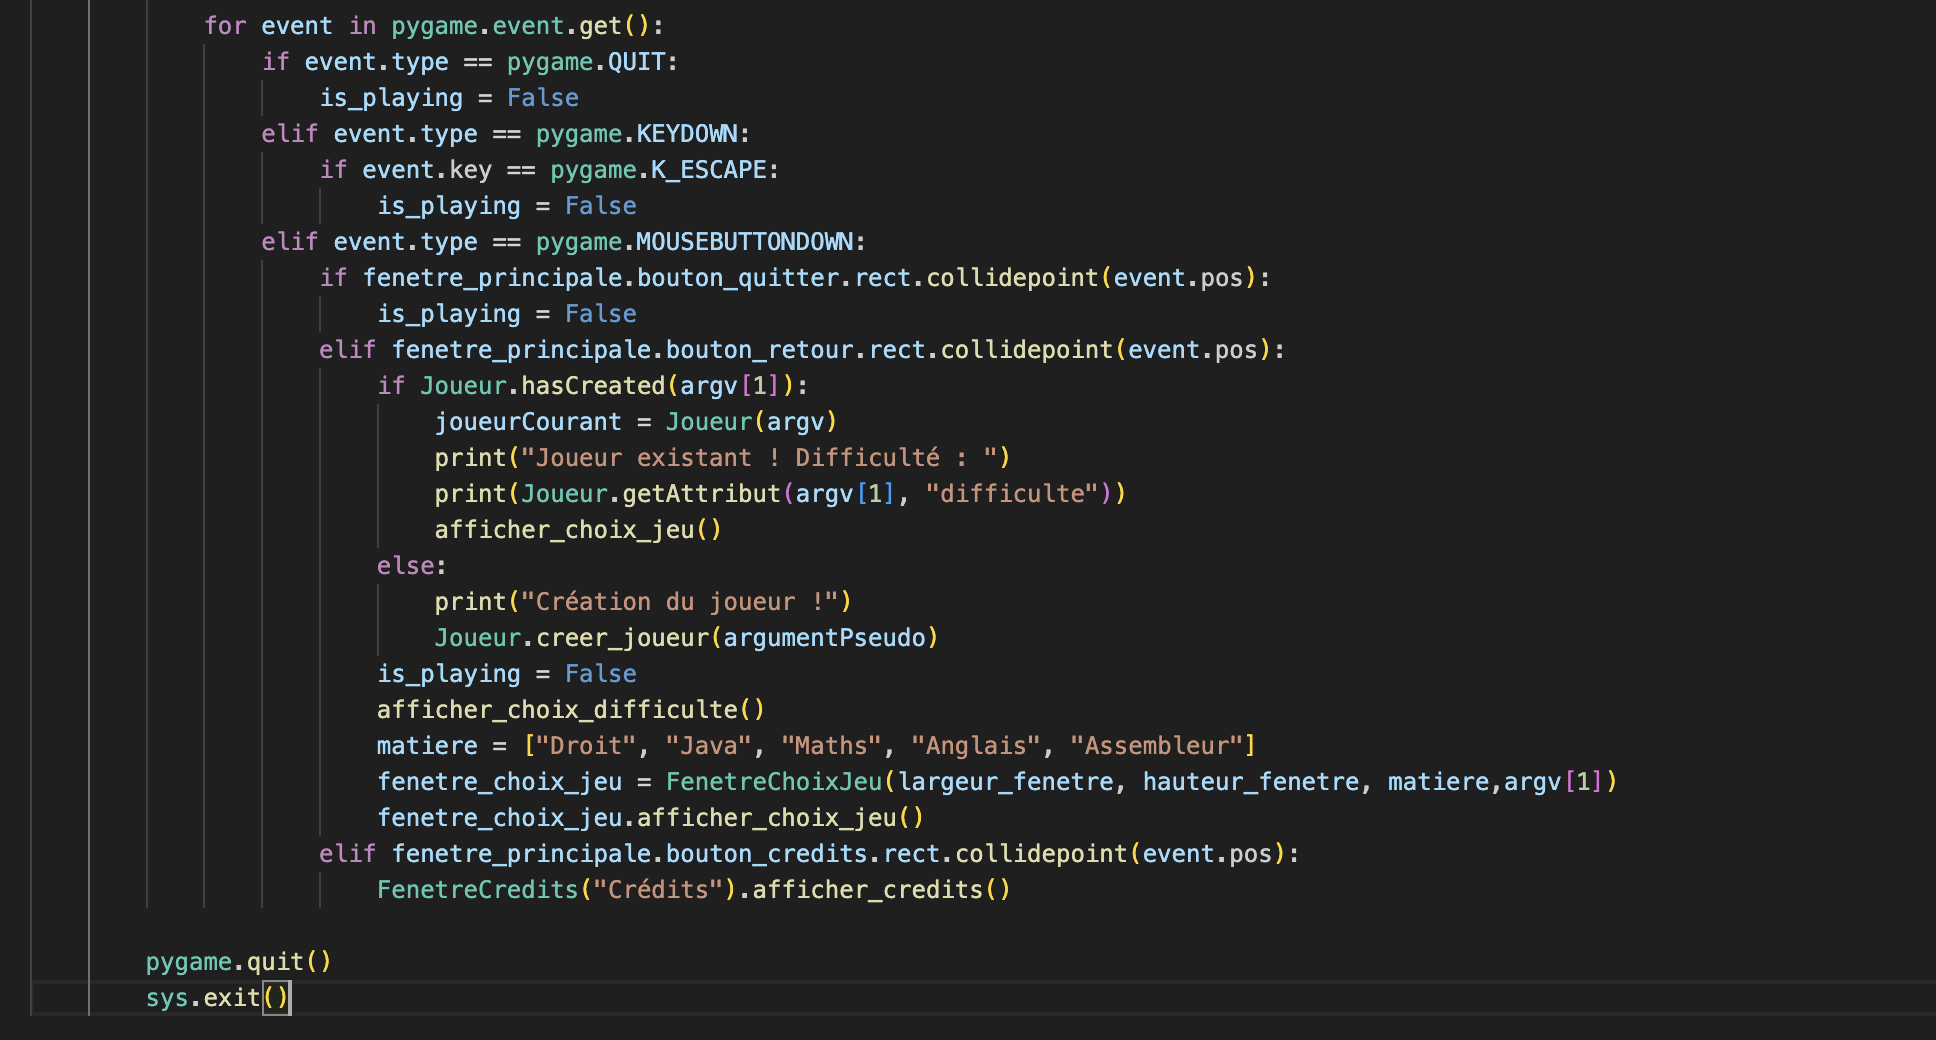 for event in pygame.event.get():
if event.type == pygame.QUIT:
is_playing = False
elif event.type == pygame.KEYDOWN:
if event.key == pygame.K_ESCAPE:
is_playing = False
elif event.type == pygame.MOUSEBUTTONDOWN:
if fenetre_principale.bouton_quitter.rect.collidepoint(event.pos):
is_playing = False
elif fenetre_principale.bouton_retour.rect.collidepoint(event.pos):
if Joueur.hasCreated(argv[1]):
joueurCourant = Joueur(argv)
print("Joueur existant ! Difficulté : ")
print(Joueur.getAttribut(argv[1], "difficulte"))
afficher_choix_jeu()
else:
print("Création du joueur !")
Joueur.creer_joueur(argumentPseudo)
is_playing = False
afficher_choix_difficulte()
matiere = ["Droit", "Java", "Maths", "Anglais", "Assembleur"]
fenetre_choix_jeu = FenetreChoixJeu(largeur_fenetre, hauteur_fenetre, matiere,argv[1])
fenetre_choix_jeu.afficher_choix_jeu()
elif fenetre_principale.bouton_credits.rect.collidepoint(event.pos):
FenetreCredits("Crédits").afficher_credits()
pygame.quit()
sys.exit()